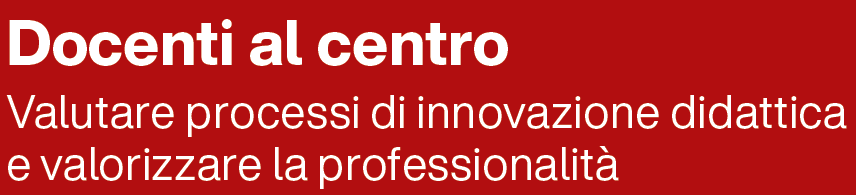 Docenti al centro
Valutare processi di innovazione didattica
e valorizzare la professionalità